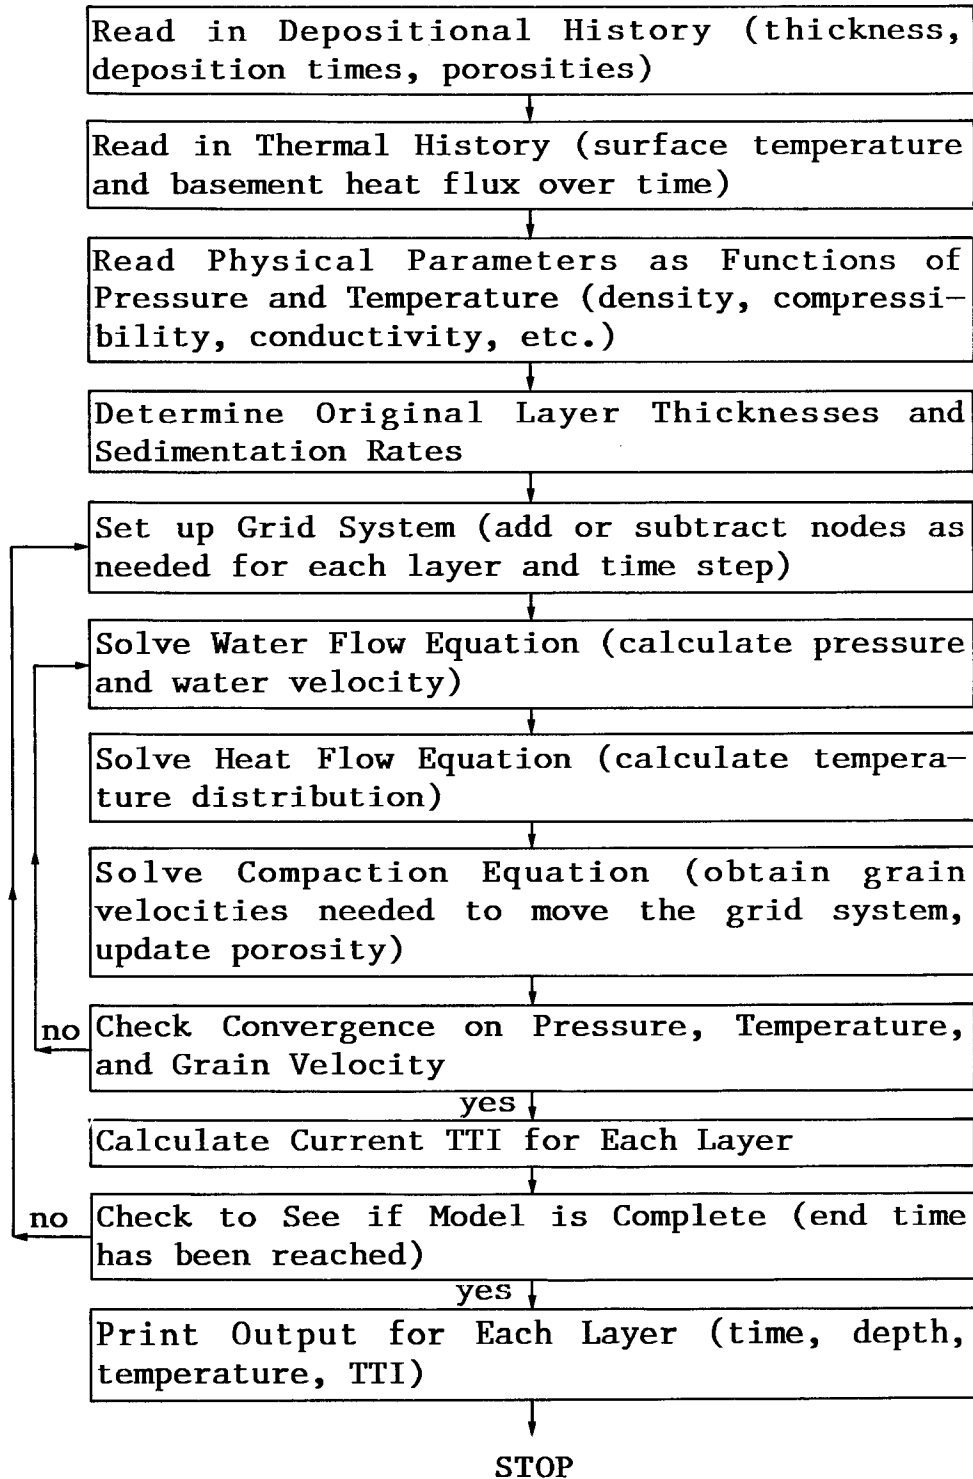 Read in Depositional History (thickness,
deposition times, porosities)
Read in Thermal History (surface temperature
and basement heat flux over time)
Read Physical Parameters as Functions of
Pressure and Temperature (density, compressi-
bility, conductivity, etc.)
Determine Original Layer Thicknesses and
Sedimentation Rates
Set up Grid System (add or subtract nodes as
needed for each layer and time step)
Solve Water Flow Equation (calculate pressure
and water velocity)
Solve Heat Flow Equation (calculate tempera-
ture distribution)
Solve Compaction Equation (obtain grain
velocities needed to move the grid system,
update porosity)
no
Check Convergence on Pressure, Temperature,
and Grain Velocity
yes
Calculate Current TTI for Each Layer
no
Check to See if Model is Complete (end time
has been reached)
yes
Print Output for Each Layer (time, depth,
temperature, TTI)
STOP